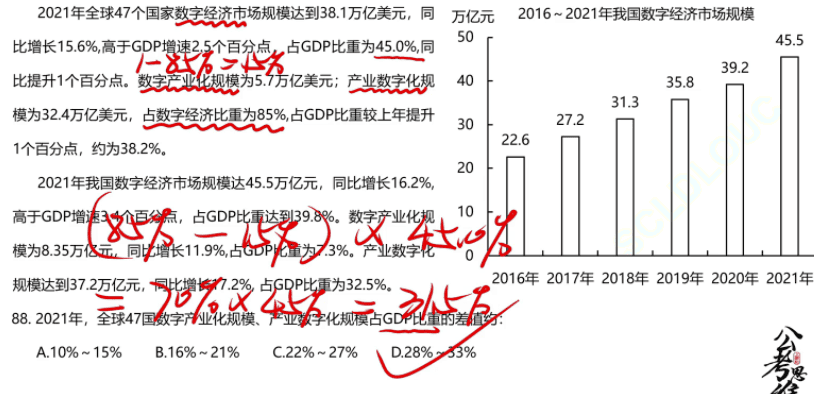 2021年全球47个国家数字经济市场规模达到38.1万亿美元，同
比增长15.6%,高于GDP增速2.5个百分点，占GDP比重为45.0%,同
1-85%=15%
比提升1个百分点。数字产业化规模为5.7万亿美元；产业数字化规
模为32.4万亿美元，占数字经济比重为85%,占GDP比重较上年提升
1个百分点，约为38.2%。
2021年我国数字经济市场规模达45.5万亿元，同比增长16.2%,
高于GDP增速3.4个百分点，占GDP比重达到39.8%。数字产业化规
(85%-15%)×45.0%
模为8.35万亿元，同比增长11.9%,占GDP比重为7.3%。产业数字化
规模达到37.2万亿元，同比增长17.2%,占GDP比重为32.5%。
=70%×45%=31.5%
88. 2021年，全球47国数字产业化规模、产业数字化规模占GDP比重的差值约：
A.10%～15% B.16%～21% C.22%～27% D.28%～33%
万亿元 2016～2021年我国数字经济市场规模
50
40
30
20
10
0
22.6
27.2
31.3
35.8
39.2
45.5
2016年 2017年 2018年 2019年 2020年 2021年
公考思维